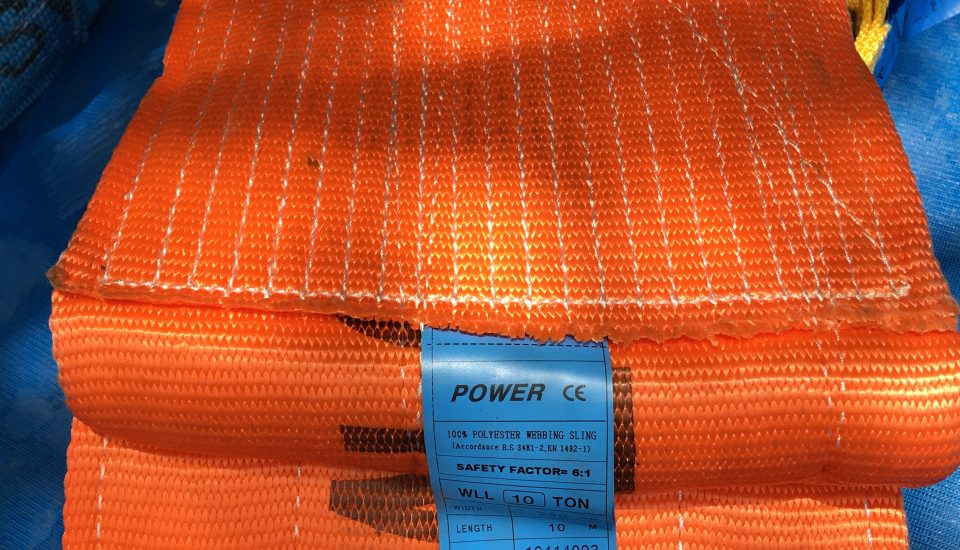 POWER CE
100% POLYESTER WEBBING SLING
(Accordance B.S 3481-2,EN 1492-1)
SAFETY FACTOR= 6:1
WLL 10 TON
WIDTH
LENGTH 10 M